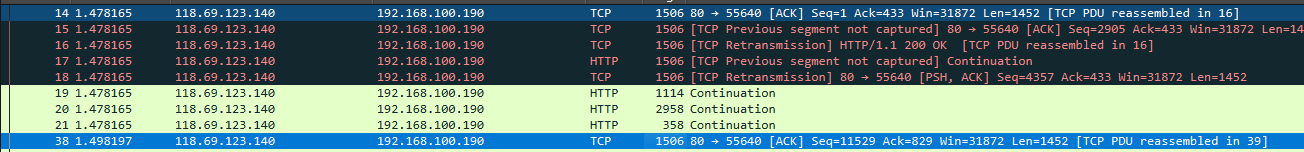 14 1.478165 118.69.123.140 192.168.100.190 TCP 1506 80 → 55640 [ACK] Seq=1 Ack=433 Win=31872 Len=1452 [TCP PDU reassembled in 16]
15 1.478165 118.69.123.140 192.168.100.190 TCP 1506 [TCP Previous segment not captured] 80 → 55640 [ACK] Seq=2905 Ack=433 Win=31872 Len=14
16 1.478165 118.69.123.140 192.168.100.190 TCP 1506 [TCP Retransmission] HTTP/1.1 200 OK [TCP PDU reassembled in 16]
17 1.478165 118.69.123.140 192.168.100.190 HTTP 1506 [TCP Previous segment not captured] Continuation
18 1.478165 118.69.123.140 192.168.100.190 TCP 1506 [TCP Retransmission] 80 → 55640 [PSH, ACK] Seq=4357 Ack=433 Win=31872 Len=1452
19 1.478165 118.69.123.140 192.168.100.190 HTTP 1114 Continuation
20 1.478165 118.69.123.140 192.168.100.190 HTTP 2958 Continuation
21 1.478165 118.69.123.140 192.168.100.190 HTTP 358 Continuation
38 1.498197 118.69.123.140 192.168.100.190 TCP 1506 80 → 55640 [ACK] Seq=11529 Ack=829 Win=31872 Len=1452 [TCP PDU reassembled in 39]